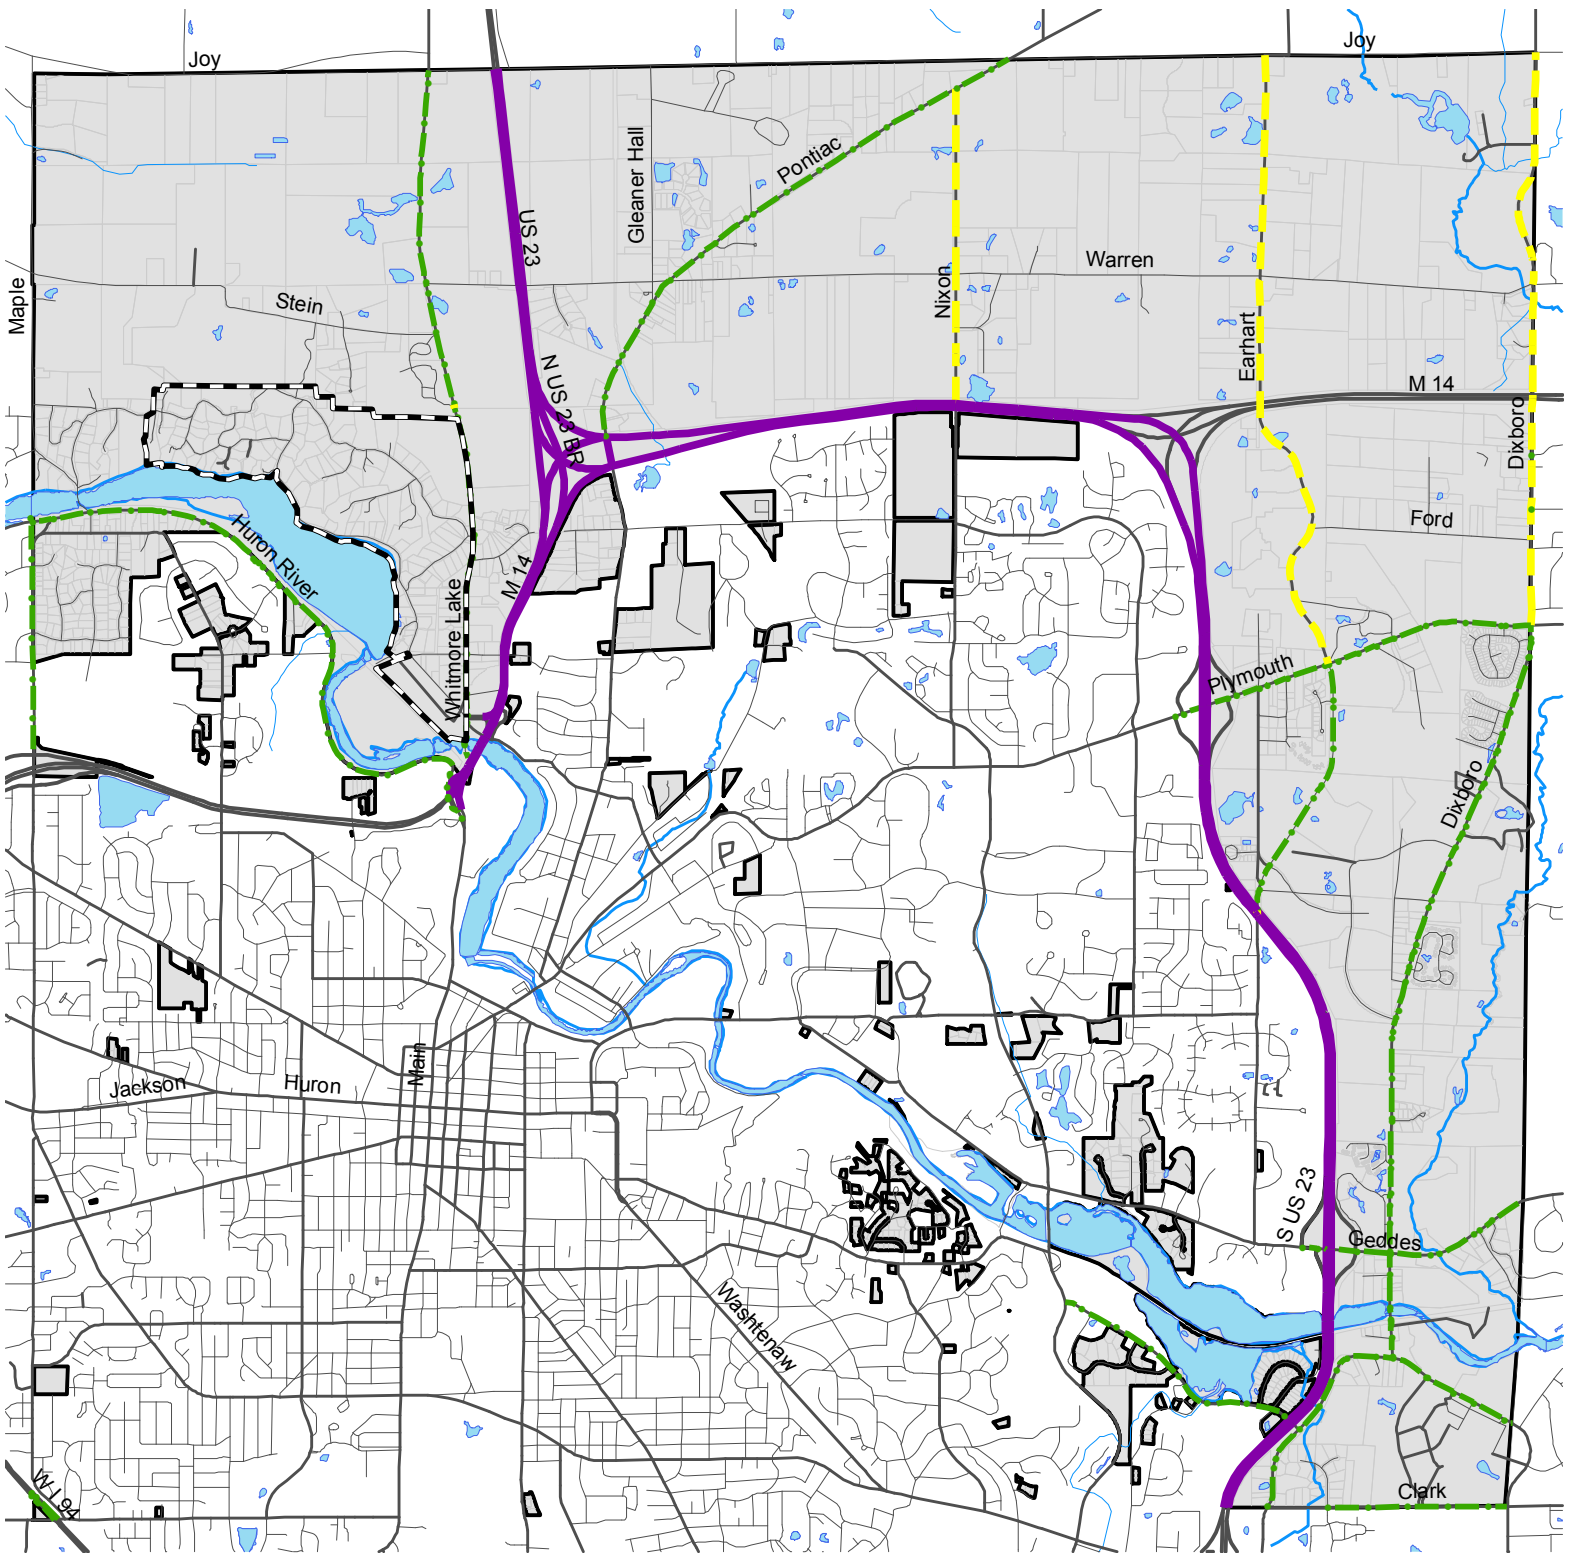 Joy
Joy
Gleaner Hall
Pontiac
US 23
Maple
Stein
Nixon
Warren
Earhart
M 14
N US 23 BR
Dixboro
Ford
Huron River
M 14
Whitmore Lake
Plymouth
Dixboro
Jackson
Huron
Main
S US 23
Geddes
Washtenaw
W I 94
Clark